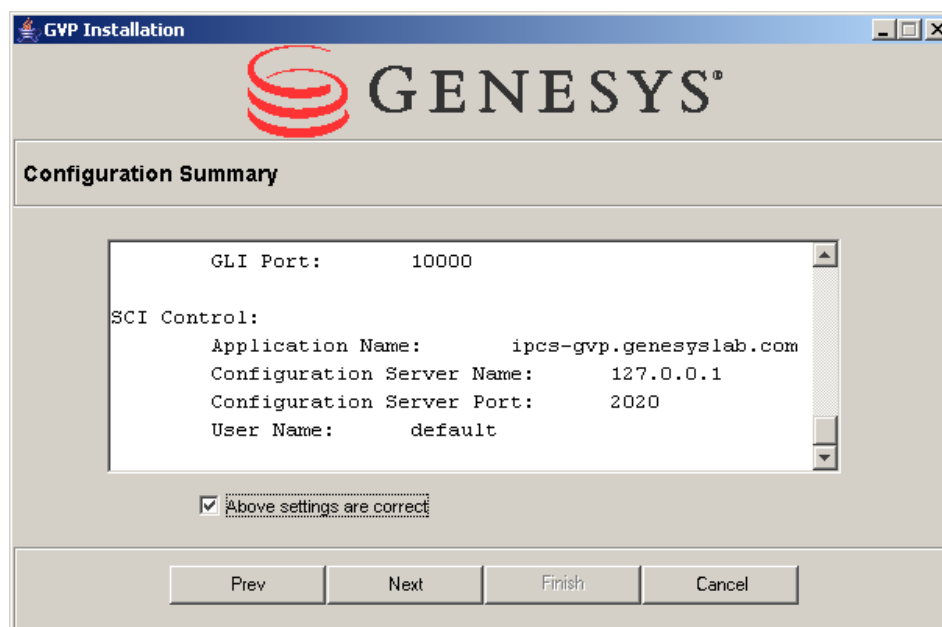 GVP Installation
GENESYS®
Configuration Summary
GLI Port: 10000
SCI Control:
Application Name: ipcs-gvp.genesyslab.com
Configuration Server Name: 127.0.0.1
Configuration Server Port: 2020
User Name: default
Above settings are correct
Prev Next Finish Cancel